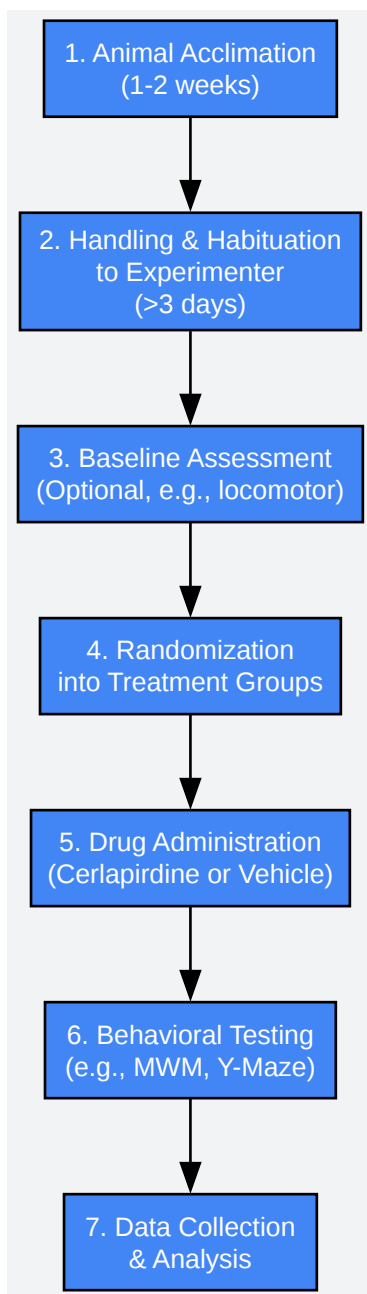 1. Animal Acclimation
(1-2 weeks)
2. Handling & Habituation
to Experimenter
(>3 days)
3. Baseline Assessment
(Optional, e.g., locomotor)
4. Randomization
into Treatment Groups
5. Drug Administration
(Cerlapirdine or Vehicle)
6. Behavioral Testing
(e.g., MWM, Y-Maze)
7. Data Collection
& Analysis